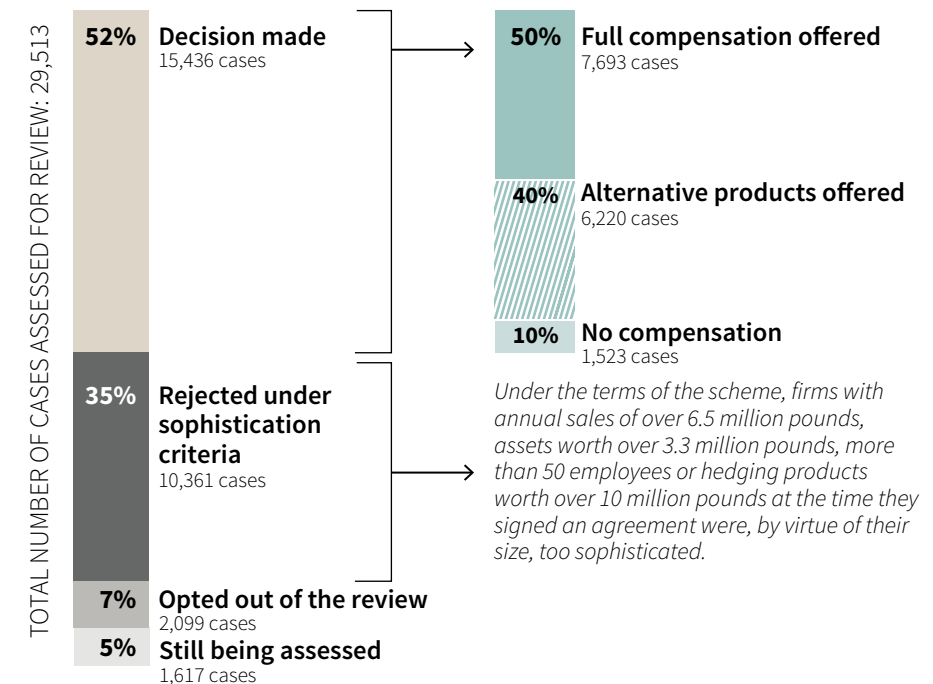 TOTAL NUMBER OF CASES ASSESSED FOR REVIEW: 29,513
52%
Decision made
15,436 cases
35%
Rejected under
sophistication
criteria
10,361 cases
7%
Opted out of the review
2,099 cases
5%
Still being assessed
1,617 cases
50%
Full compensation offered
7,693 cases
40%
Alternative products offered
6,220 cases
10%
No compensation
1,523 cases
Under the terms of the scheme, firms with
annual sales of over 6.5 million pounds,
assets worth over 3.3 million pounds, more
than 50 employees or hedging products
worth over 10 million pounds at the time they
signed an agreement were, by virtue of their
size, too sophisticated.